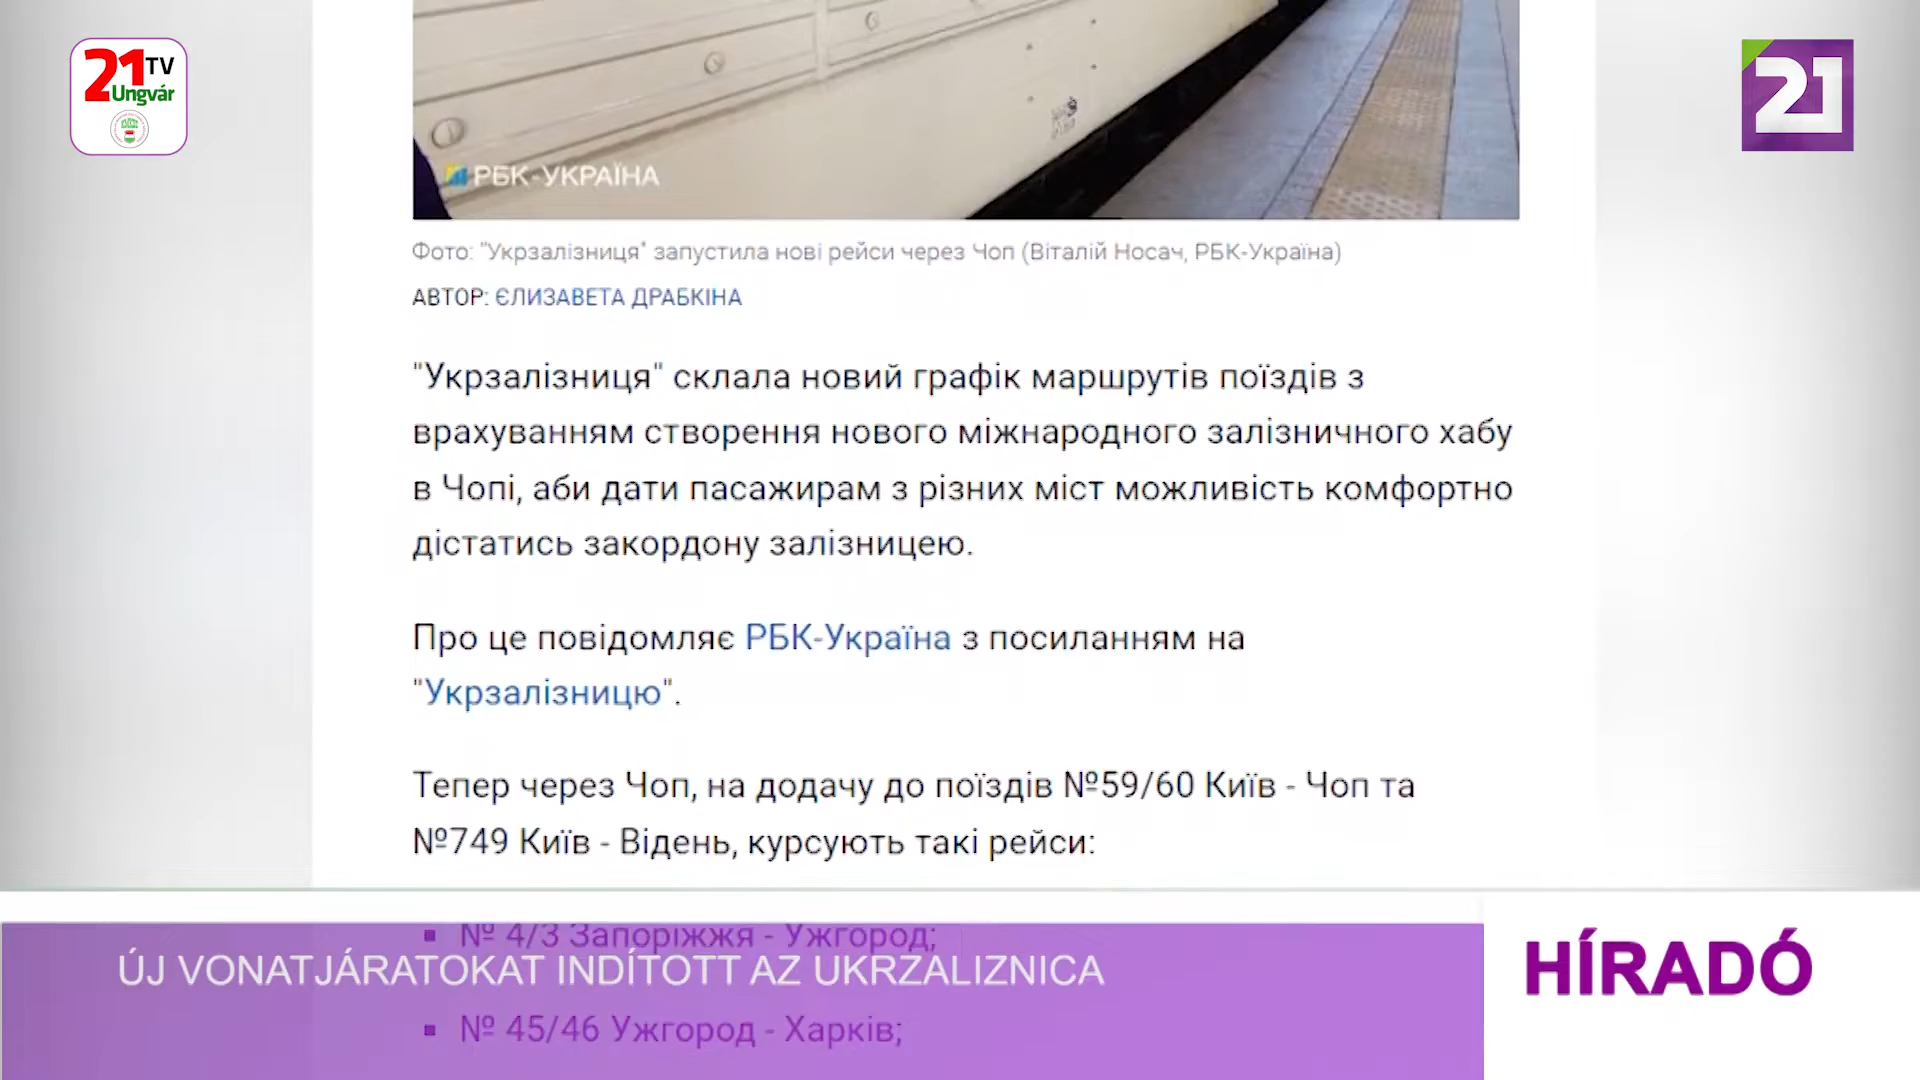 21 TV
Ungvár
21
РБК-УКРАЇНА
Фото: "Укрзалізниця" запустила нові рейси через Чоп (Віталій Носач, РБК-Україна)
АВТОР: ЄЛИЗАВЕТА ДРАБКІНА
"Укрзалізниця" склала новий графік маршрутів поїздів з
врахуванням створення нового міжнародного залізничного хабу
в Чопі, аби дати пасажирам з різних міст можливість комфортно
дістатись закордону залізницею.
Про це повідомляє РБК-Україна з посиланням на
"Укрзалізницю".
Тепер через Чоп, на додачу до поїздів №59/60 Київ - Чоп та
№749 Київ - Відень, курсують такі рейси:
№ 4/3 Запоріжжя - Ужгород;
ÚJ VONATJÁRATOKAT INDÍTOTT AZ UKRZALIZNICA
HÍRADÓ
№ 45/46 Ужгород - Харків;